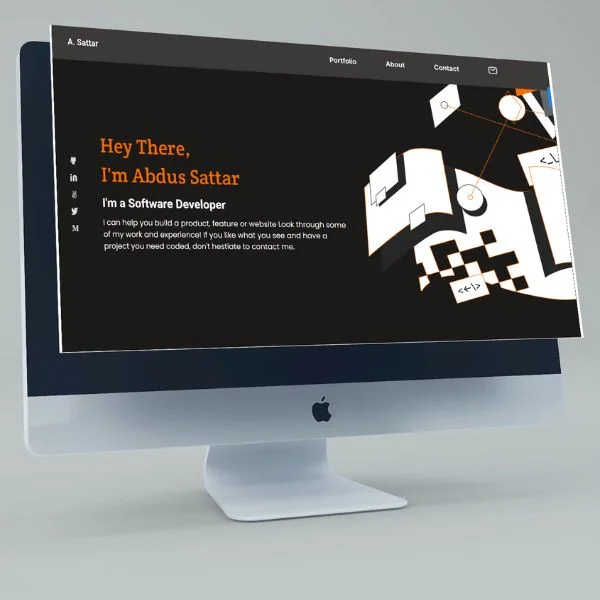 A. Sattar
Portfolio
About
Contact
Hey There,
I'm Abdus Sattar
I'm a Software Developer
I can help you build a product, feature or website Look through some
of my work and experience! If you like what you see and have a
project you need coded, don't hestiate to contact me.
<_\
<←|>